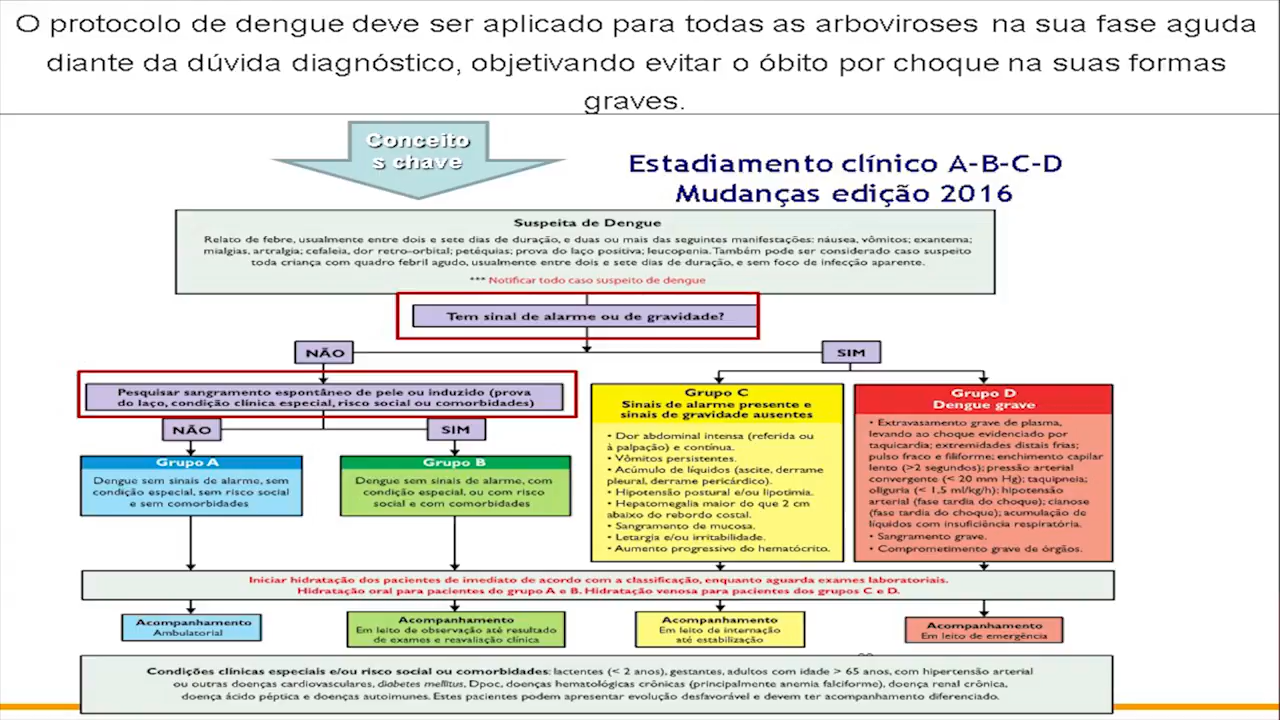 O protocolo de dengue deve ser aplicado para todas as arboviroses na sua fase aguda
diante da dúvida diagnóstico, objetivando evitar o óbito por choque na suas formas
graves.
Conceito
s chave
Estadiamento clínico A-B-C-D
Mudanças edição 2016
Suspeita de Dengue
Relato de febre, usualmente entre dois e sete dias de duração, e duas ou mais das seguintes manifestações: náusea, vômitos; exantema;
mialgias, artralgia; cefaleia, dor retro-orbital; petéquias; prova do laço positiva; leucopenia. Também pode ser considerado caso suspeito
toda criança com quadro febril agudo, usualmente entre dois e sete dias de duração, e sem foco de infecção aparente.
*** Notificar todo caso suspeito de dengue
Tem sinal de alarme ou de gravidade?
NÃO
SIM
Pesquisar sangramento espontâneo de pele ou induzido (prova
do laço, condição clínica especial, risco social ou comorbidades)
NÃO
SIM
Grupo A
Dengue sem sinais de alarme, sem
condição especial, sem risco social
e sem comorbidades
Grupo B
Dengue sem sinais de alarme, com
condição especial, ou com risco
social e com comorbidades
Grupo C
Sinais de alarme presente e
sinais de gravidade ausentes
• Dor abdominal intensa (referida ou
à palpação) e contínua.
• Vômitos persistentes.
• Acúmulo de líquidos (ascite, derrame
pleural, derrame pericárdico).
• Hipotensão postural e/ou lipotimia.
• Hepatomegalia maior do que 2 cm
abaixo do rebordo costal.
• Sangramento de mucosa.
• Letargia e/ou irritabilidade.
• Aumento progressivo do hematócrito.
Grupo D
Dengue grave
• Extravasamento grave de plasma,
levando ao choque evidenciado por
taquicardia; extremidades distais frias;
pulso fraco e filiforme; enchimento capilar
lento (>2 segundos); pressão arterial
convergente (< 20 mm Hg); taquipneia;
oliguria (< 1,5 ml/kg/h); hipotensão
arterial (fase tardia do choque); cianose
(fase tardia do choque); acumulação de
líquidos com insuficiência respiratória.
• Sangramento grave.
• Comprometimento grave de órgãos.
Iniciar hidratação dos pacientes de imediato de acordo com a classificação, enquanto aguarda exames laboratoriais.
Hidratação oral para pacientes do grupo A e B. Hidratação venosa para pacientes dos grupos C e D.
Acompanhamento
Ambulatorial
Acompanhamento
Em leito de observação até resultado
de exames e reavaliação clínica
Acompanhamento
Em leito de internação
até estabilização
Acompanhamento
Em leito de emergência
Condições clínicas especiais e/ou risco social ou comorbidades: lactentes (< 2 anos), gestantes, adultos com idade > 65 anos, com hipertensão arterial
ou outras doenças cardiovasculares, diabetes mellitus, Dpoc, doenças hematológicas crônicas (principalmente anemia falciforme), doença renal crônica,
doença ácido péptica e doenças autoimunes. Estes pacientes podem apresentar evolução desfavorável e devem ter acompanhamento diferenciado.